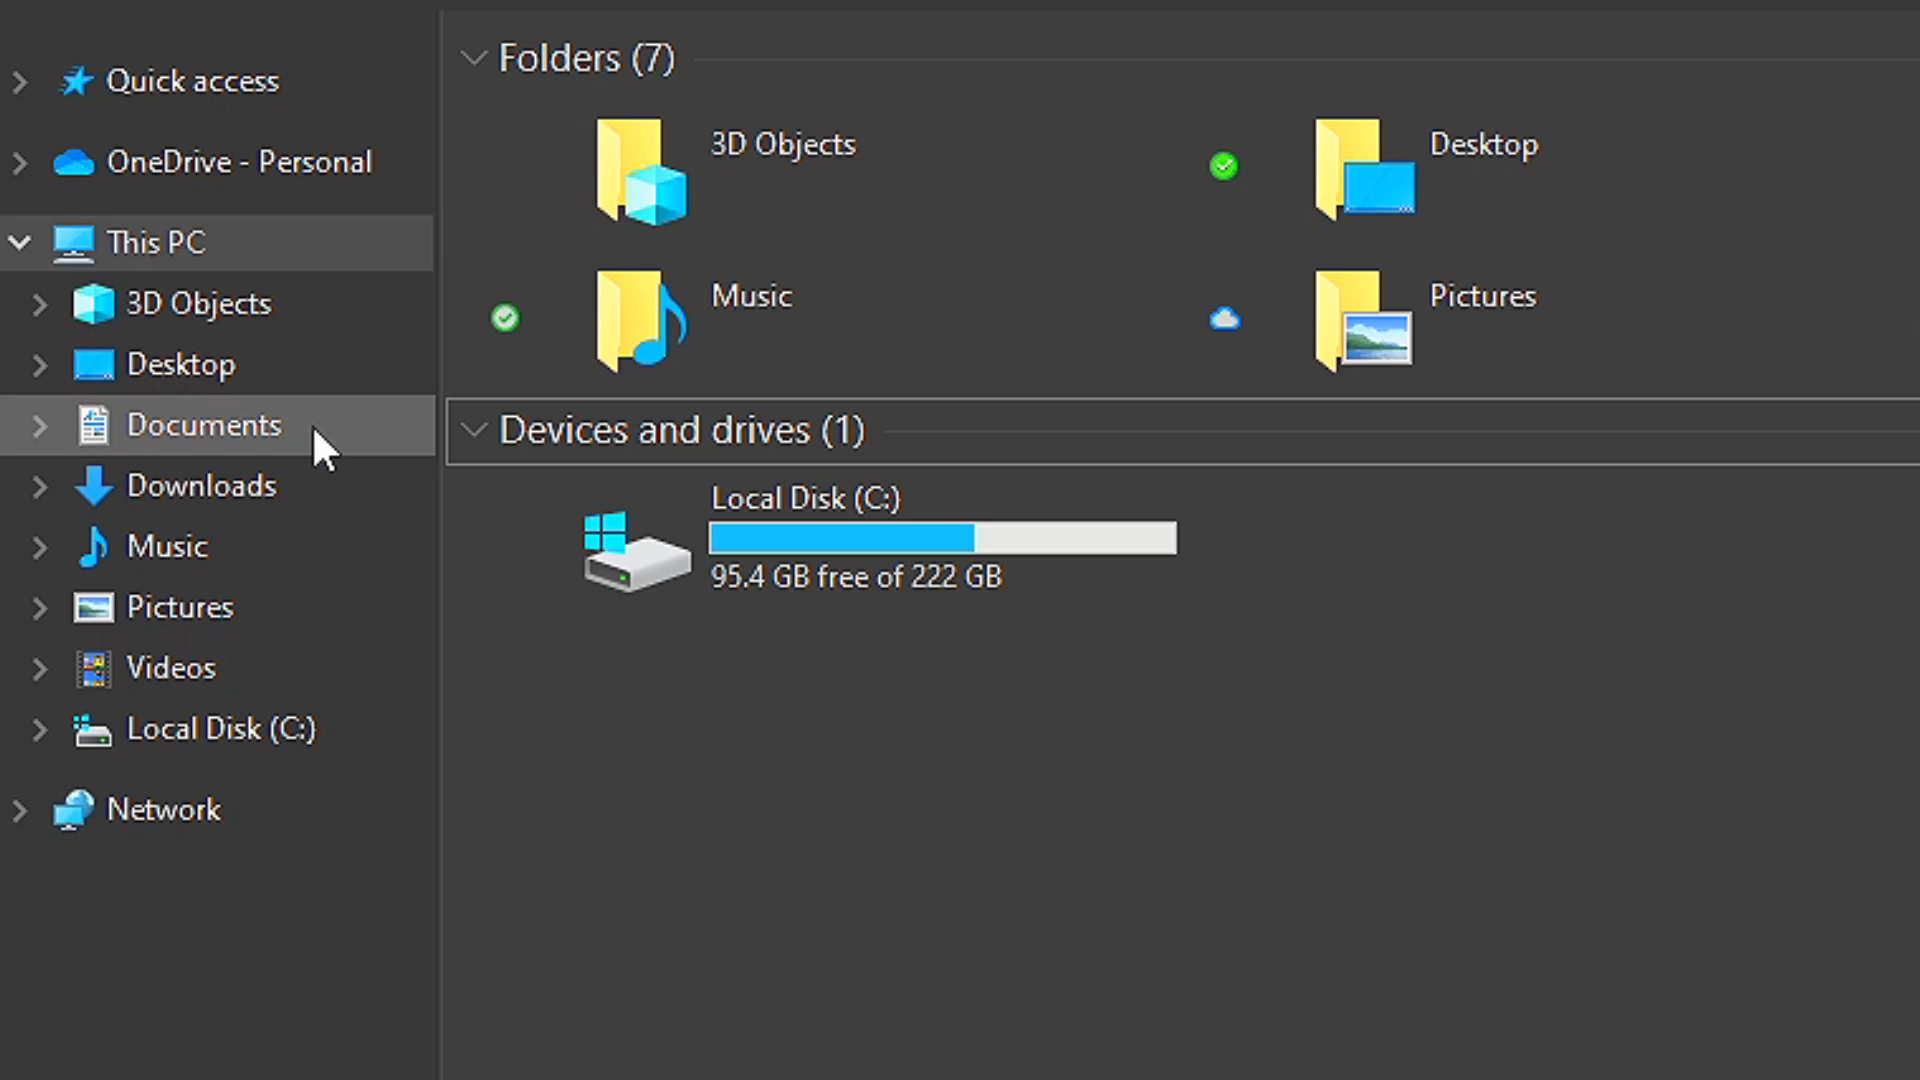 Quick access
OneDrive - Personal
This PC
3D Objects
Desktop
Documents
Downloads
Music
Pictures
Videos
Local Disk (C:)
Network
Folders (7)
3D Objects
Desktop
Music
Pictures
Devices and drives (1)
Local Disk (C:)
95.4 GB free of 222 GB